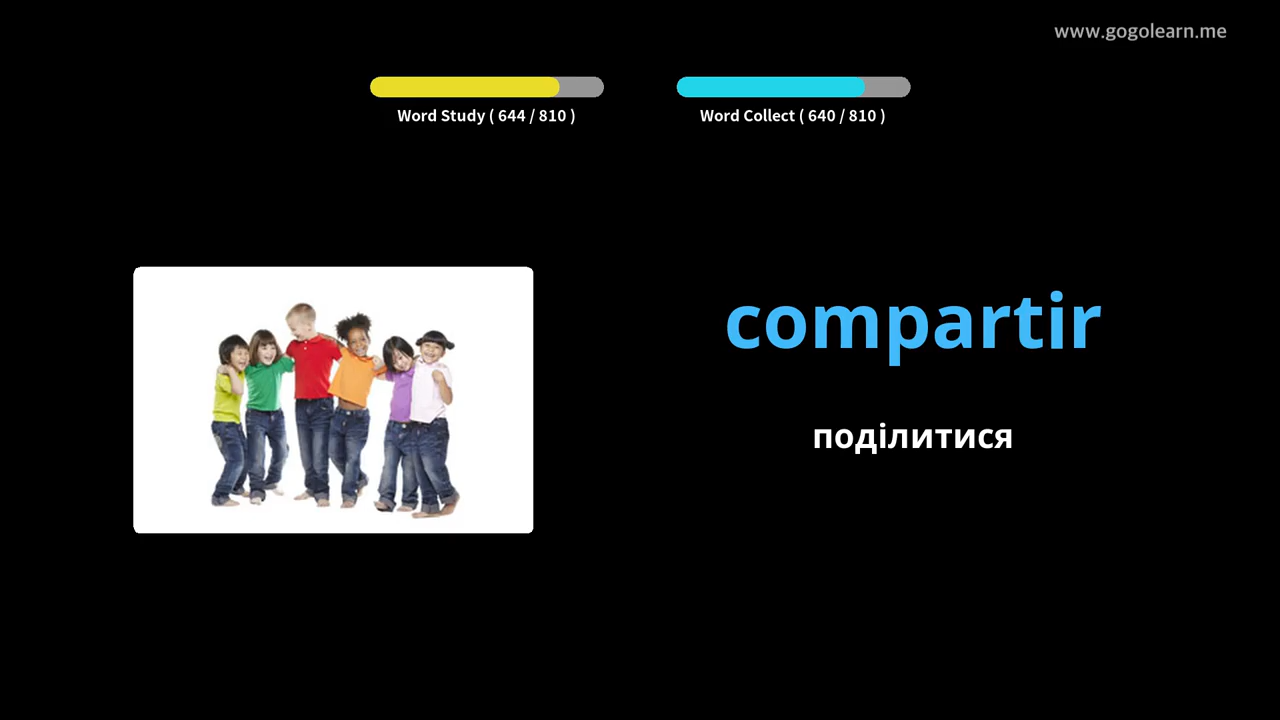 www.gogolearn.me
Word Study ( 644 / 810 )
Word Collect ( 640 / 810 )
compartir
поділитися